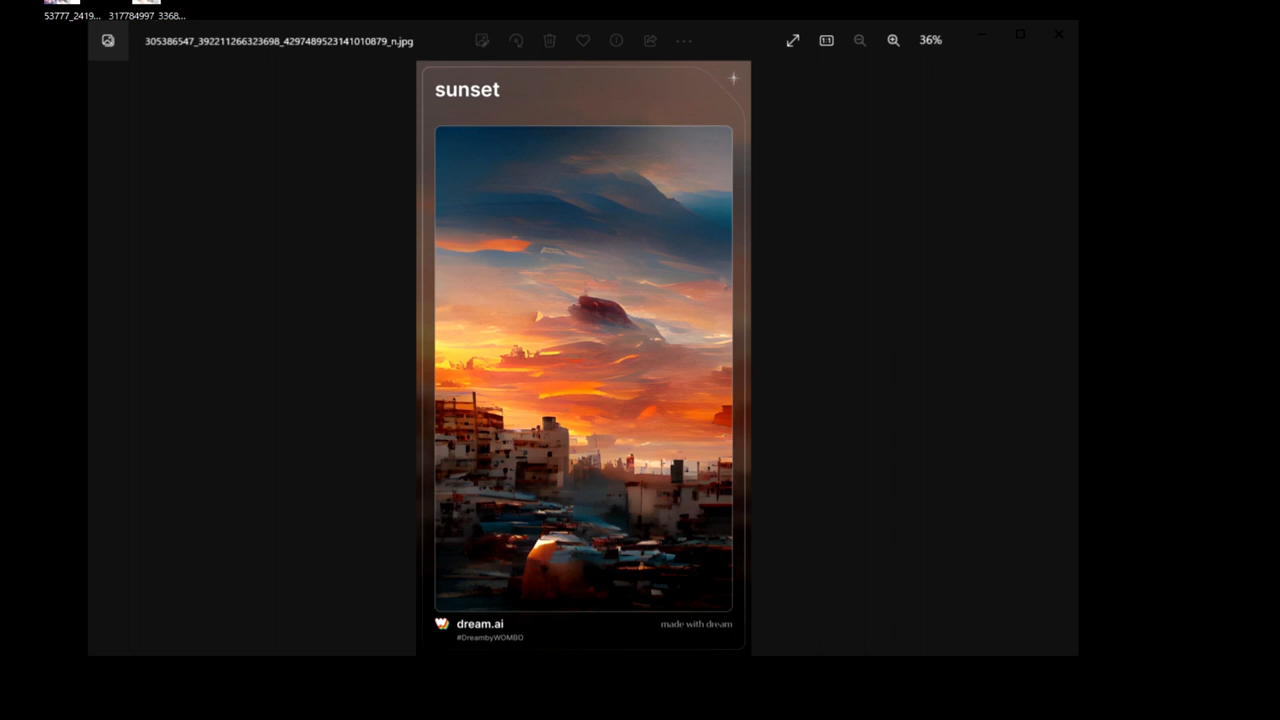 53777_2419... 317784997_3368...
305386547_392211266323698_4297489523141010879_n.jpg
36%
sunset
dream.ai
made with dream
#DreambyWOMBO